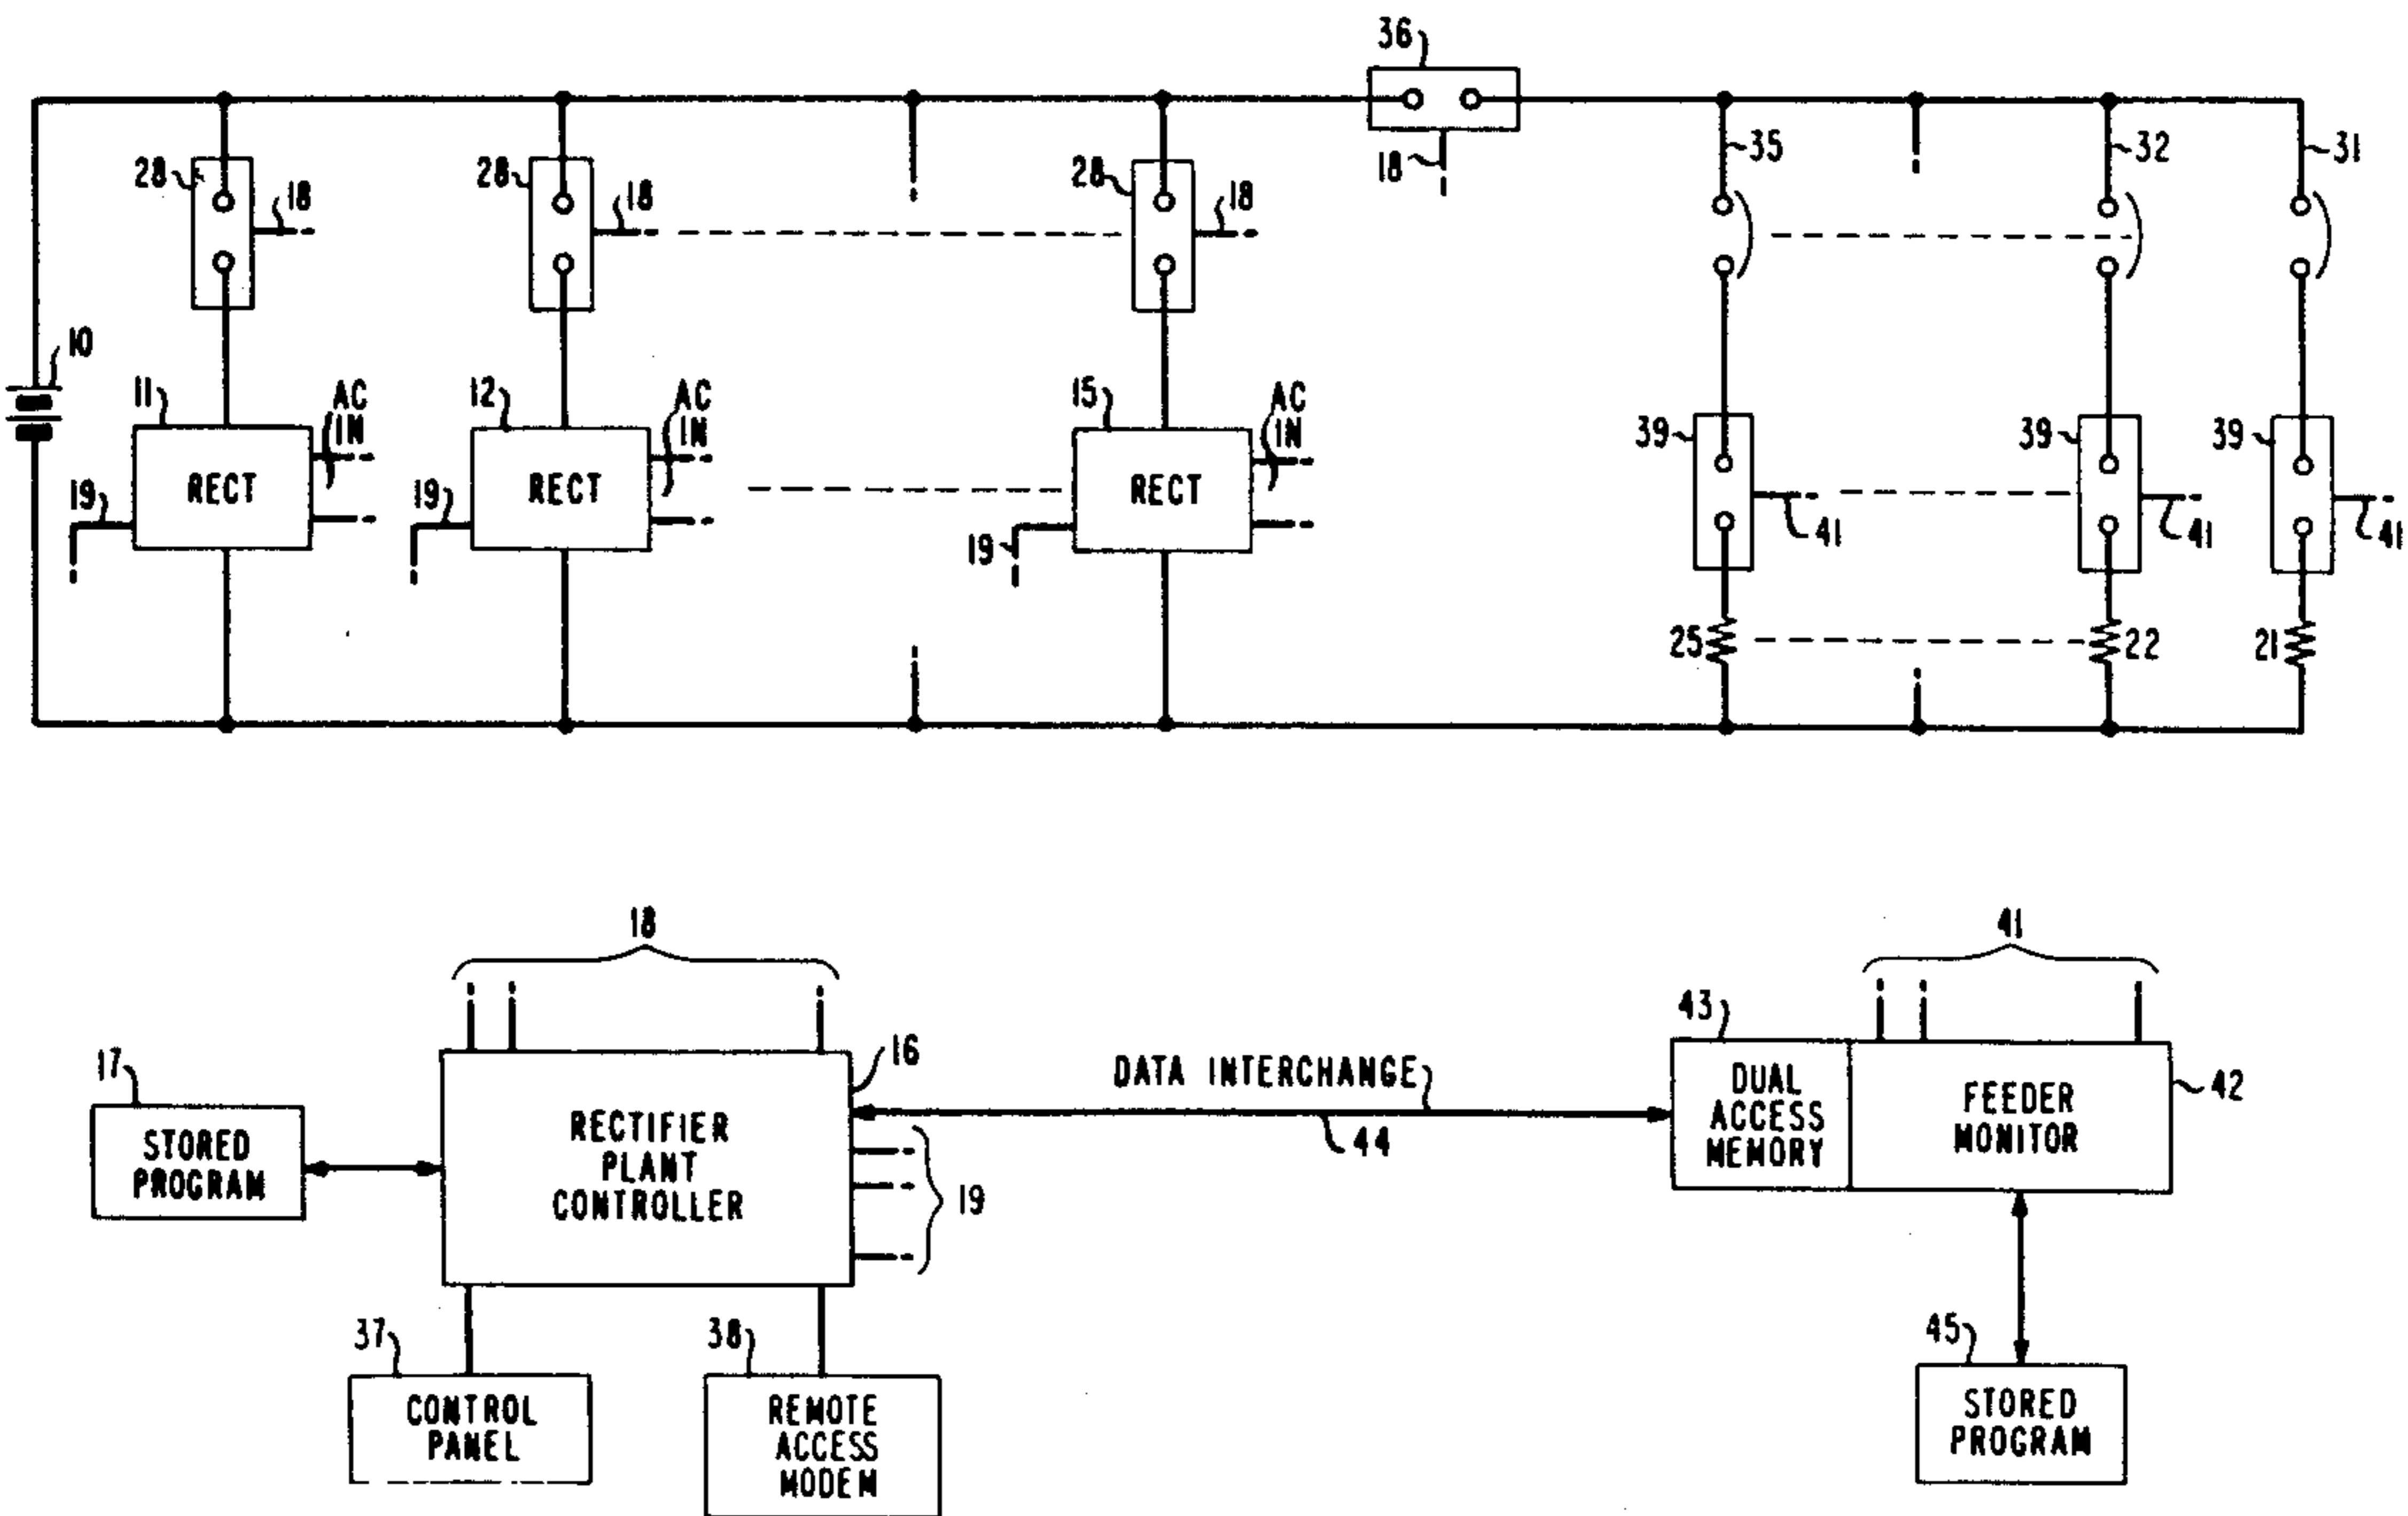 36
28
18
28
18
28
18
18
35
32
31
10
11
AC
IN
12
AC
IN
15
AC
IN
39
39
39
RECT
RECT
RECT
19
19
19
41
41
41
25
22
21
18
41
17
16
DATA INTERCHANGE
43
42
STORED
PROGRAM
RECTIFIER
PLANT
CONTROLLER
44
19
DUAL
ACCESS
MEMORY
FEEDER
MONITOR
37
38
45
CONTROL
PANEL
REMOTE
ACCESS
MODEM
STORED
PROGRAM